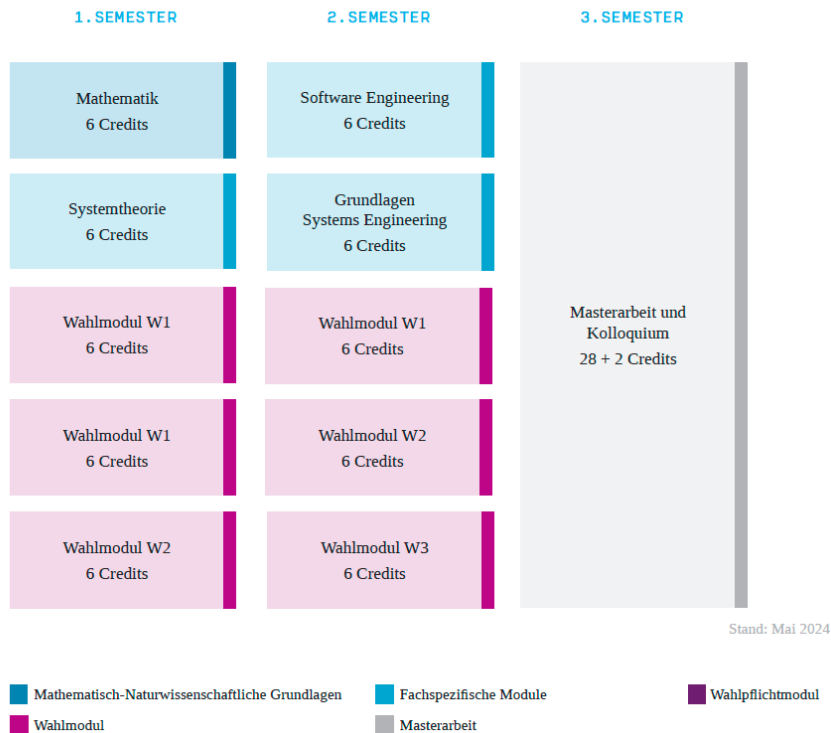 1.SEMESTER
2.SEMESTER
3.SEMESTER
Mathematik
6 Credits
Software Engineering
6 Credits
Systemtheorie
6 Credits
Grundlagen
Systems Engineering
6 Credits
Wahlmodul W1
6 Credits
Wahlmodul W1
6 Credits
Masterarbeit und
Kolloquium
28 + 2 Credits
Wahlmodul W1
6 Credits
Wahlmodul W2
6 Credits
Wahlmodul W2
6 Credits
Wahlmodul W3
6 Credits
Stand: Mai 2024
Mathematisch-Naturwissenschaftliche Grundlagen
Fachspezifische Module
Wahlpflichtmodul
Wahlmodul
Masterarbeit